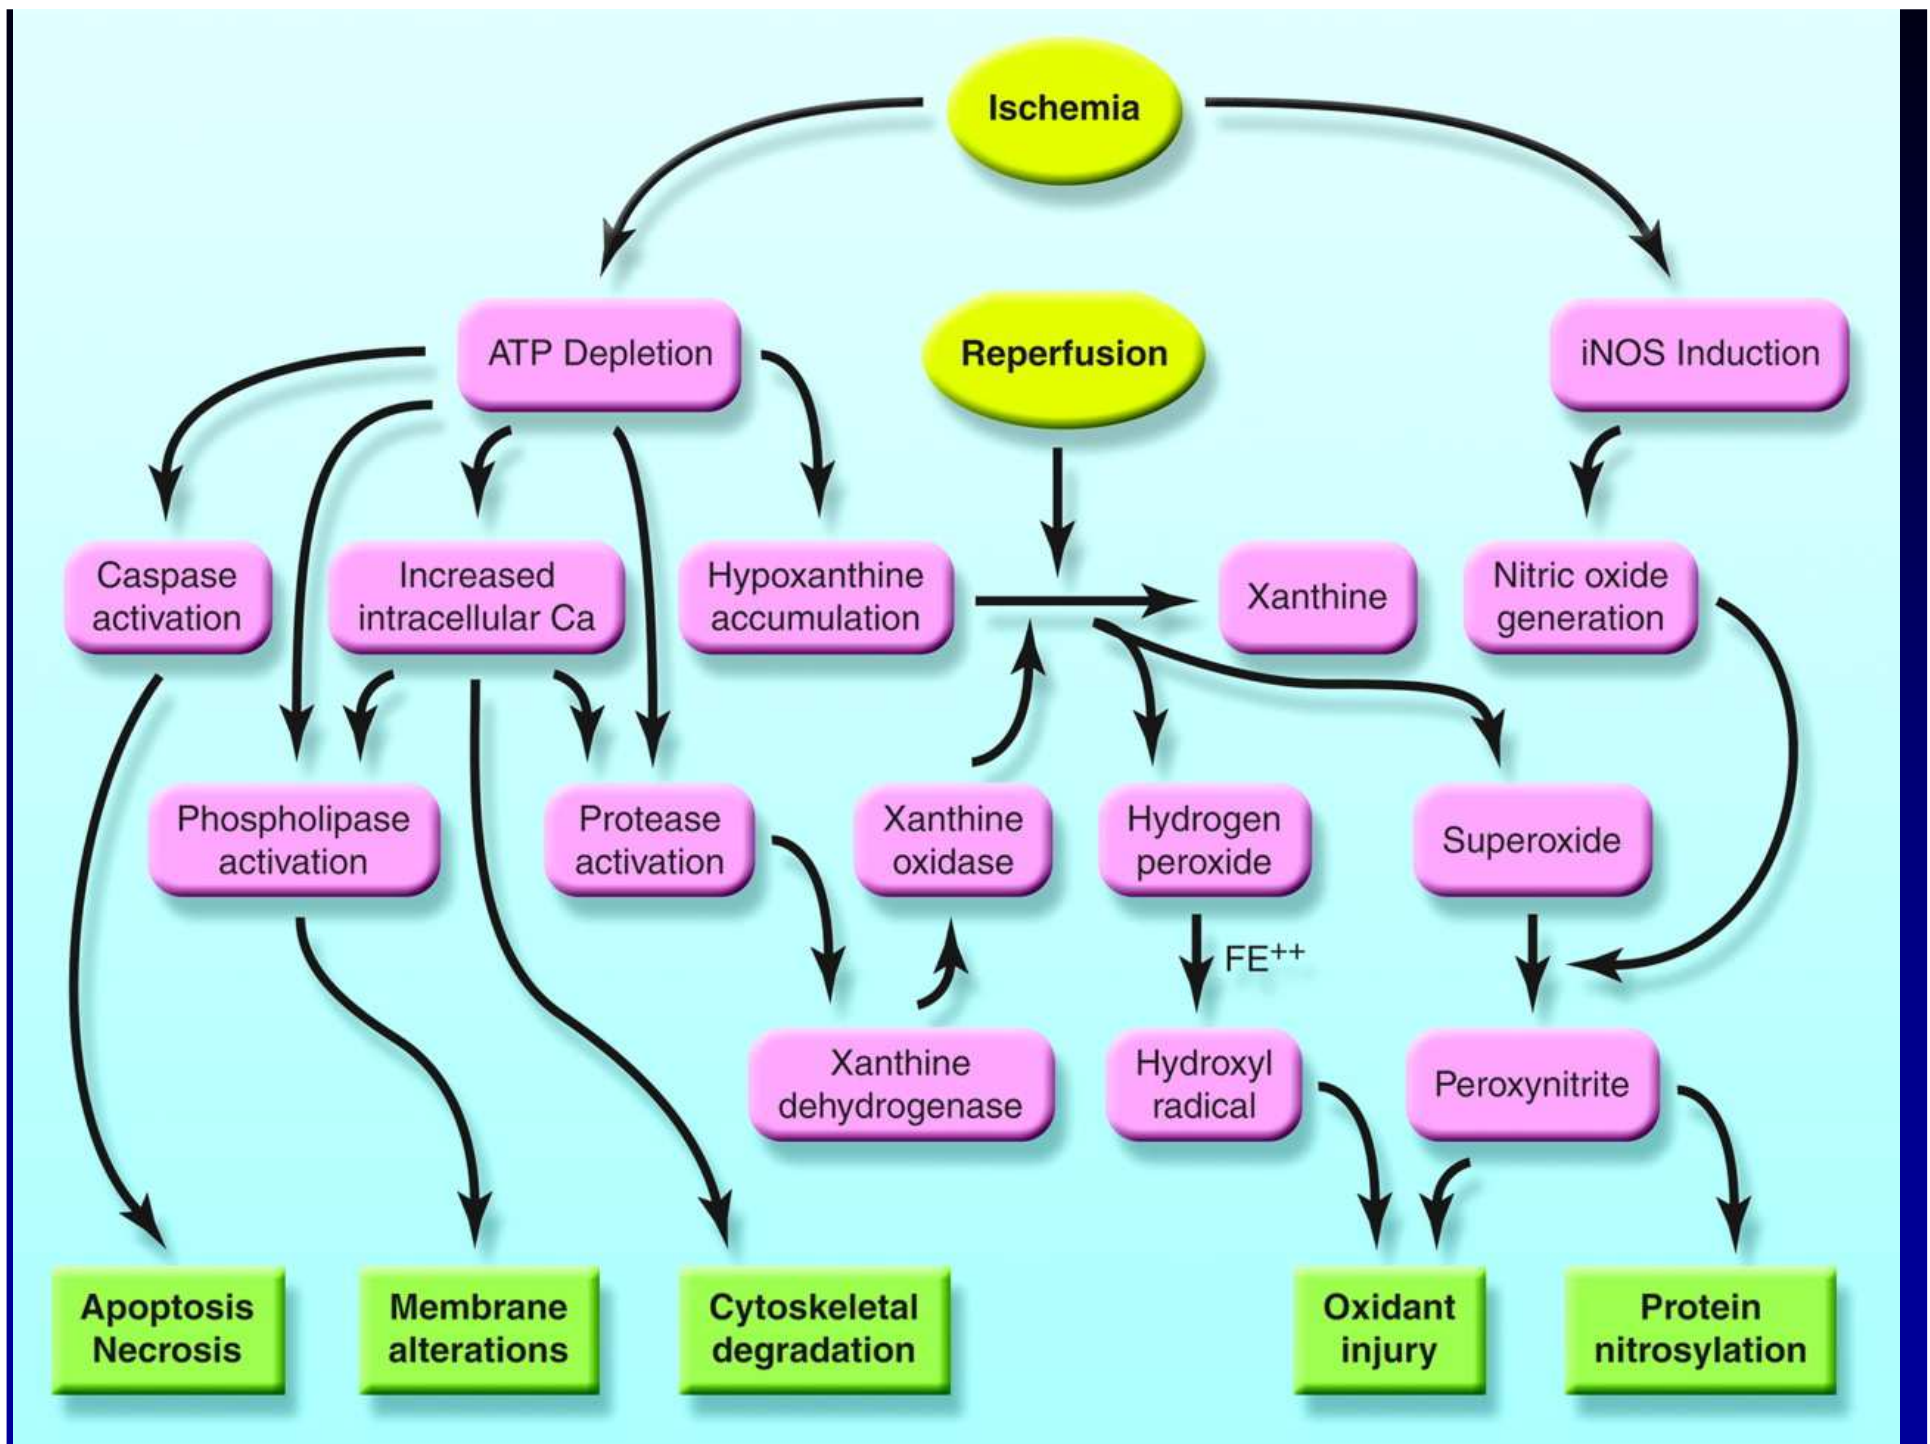 Ischemia
ATP Depletion
Reperfusion
iNOS Induction
Caspase
activation
Increased
intracellular Ca
Hypoxanthine
accumulation
Xanthine
Nitric oxide
generation
Phospholipase
activation
Protease
activation
Xanthine
oxidase
Hydrogen
peroxide
Superoxide
FE++
Xanthine
dehydrogenase
Hydroxyl
radical
Peroxynitrite
Apoptosis
Necrosis
Membrane
alterations
Cytoskeletal
degradation
Oxidant
injury
Protein
nitrosylation